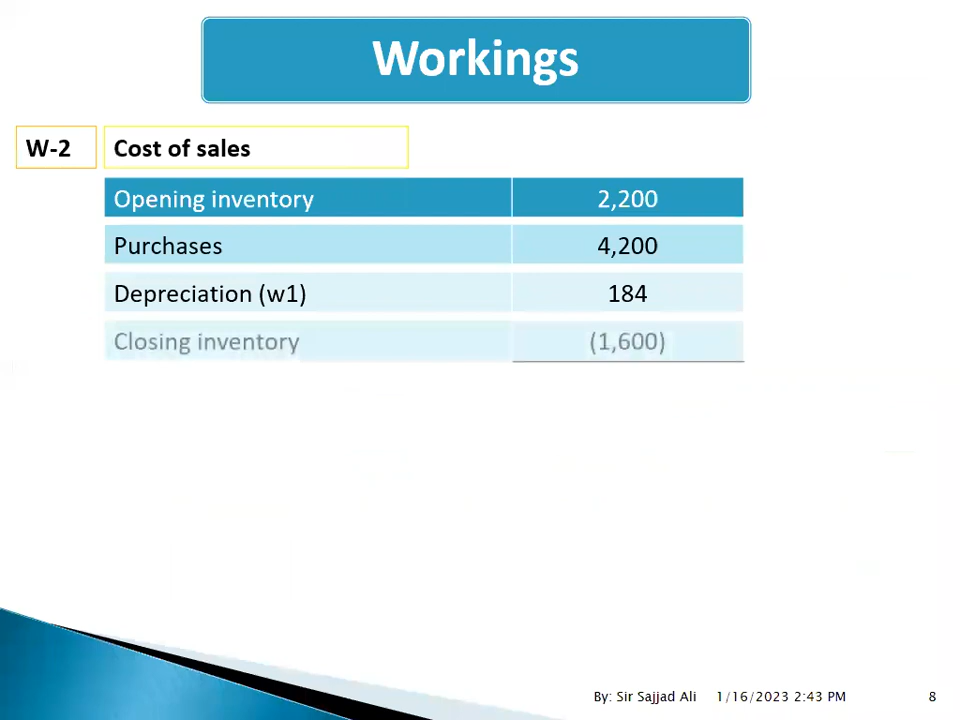 Workings
W-2 Cost of sales
Opening inventory 2,200
Purchases 4,200
Depreciation (w1) 184
Closing inventory (1,600)
By: Sir Sajjad Ali 1/16/2023 2:43 PM 8